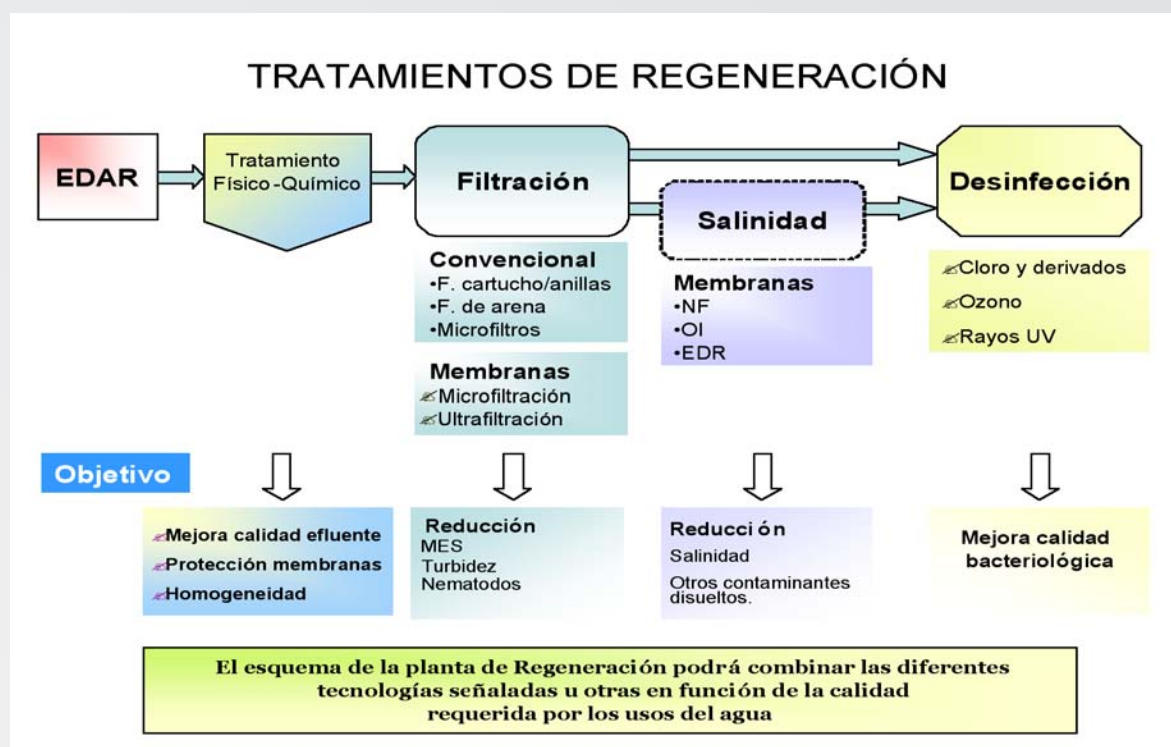 TRATAMIENTOS DE REGENERACIÓN
EDAR
Tratamiento
Físico-Químico
Filtración
Salinidad
Desinfección
Convencional
•F. cartucho/anillas
•F. de arena
•Microfiltros
Membranas
Microfiltración
Ultrafiltración
Membranas
•NF
•OI
•EDR
Cloro y derivados
Ozono
Rayos UV
Objetivo
Mejora calidad efluente
Protección membranas
Homogeneidad
Reducción
MES
Turbidez
Nematodos
Reducción
Salinidad
Otros contaminantes
disueltos.
Mejora calidad
bacteriológica
El esquema de la planta de Regeneración podrá combinar las diferentes
tecnologías señaladas u otras en función de la calidad
requerida por los usos del agua